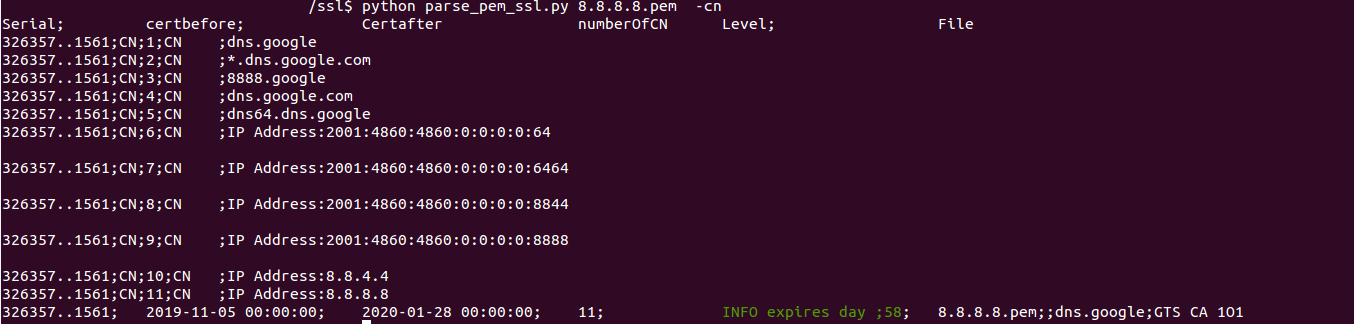 /ssl$ python parse_pem_ssl.py 8.8.8.8.pem  -cn
Serial;         certbefore;             Certafter               numberOfCN      Level;                  File
326357..1561;CN;1;CN    ;dns.google
326357..1561;CN;2;CN    ;*.dns.google.com
326357..1561;CN;3;CN    ;8888.google
326357..1561;CN;4;CN    ;dns.google.com
326357..1561;CN;5;CN    ;dns64.dns.google
326357..1561;CN;6;CN    ;IP Address:2001:4860:4860:0:0:0:0:64
326357..1561;CN;7;CN    ;IP Address:2001:4860:4860:0:0:0:0:6464
326357..1561;CN;8;CN    ;IP Address:2001:4860:4860:0:0:0:0:8844
326357..1561;CN;9;CN    ;IP Address:2001:4860:4860:0:0:0:0:8888
326357..1561;CN;10;CN   ;IP Address:8.8.4.4
326357..1561;CN;11;CN   ;IP Address:8.8.8.8
326357..1561;   2019-11-05 00:00:00;    2020-01-28 00:00:00;    11;             INFO expires day ;58;   8.8.8.8.pem;;dns.google;GTS CA 1O1